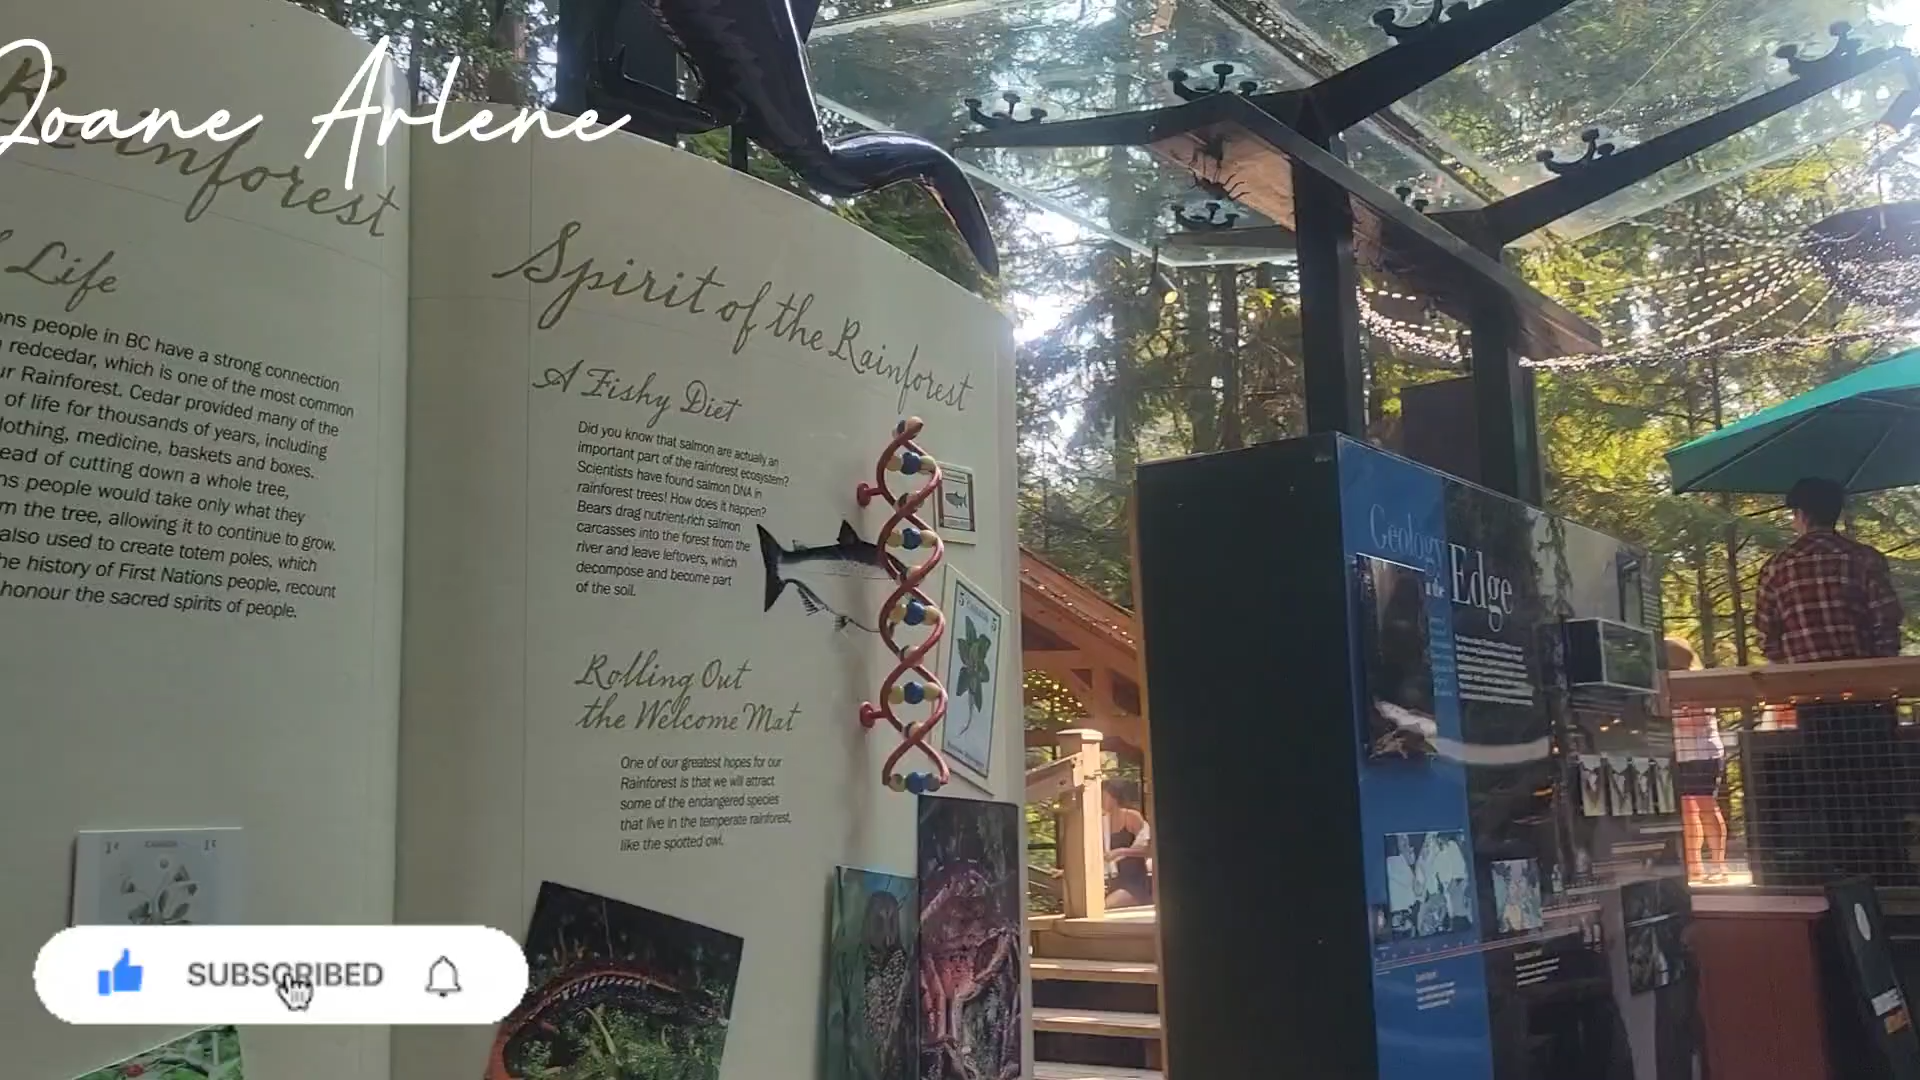 Joane Arlene
Rainforest
Life
ons people in BC have a strong connection
redcedar, which is one of the most common
ur Rainforest. Cedar provided many of the
of life for thousands of years, including
lothing, medicine, baskets and boxes.
ead of cutting down a whole tree,
ns people would take only what they
m the tree, allowing it to continue to grow.
also used to create totem poles, which
he history of First Nations people, recount
honour the sacred spirits of people.
Spirit of the Rainforest
A Fishy Diet
Did you know that salmon are actually an
important part of the rainforest ecosystem?
Scientists have found salmon DNA in
rainforest trees! How does it happen?
Bears drag nutrient-rich salmon
carcasses into the forest from the
river and leave leftovers, which
decompose and become part
of the soil.
Rolling Out
the Welcome Mat
One of our greatest hopes for our
Rainforest is that we will attract
some of the endangered species
that live in the temperate rainforest,
like the spotted owl.
5 5
CANADA
SUBSCRIBED
Geology
at the Edge